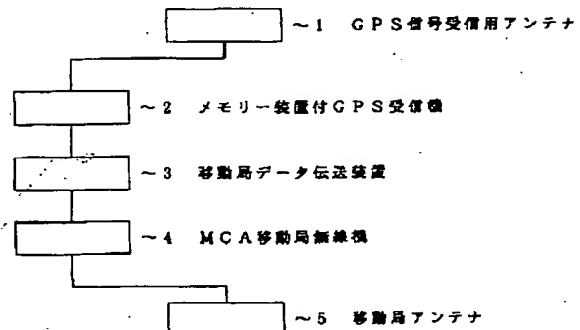 ～1 GPS信号受信用アンテナ
～2 メモリー装置付GPS受信機
～3 移動局データ伝送装置
～4 MCA移動局無線機
～5 移動局アンテナ